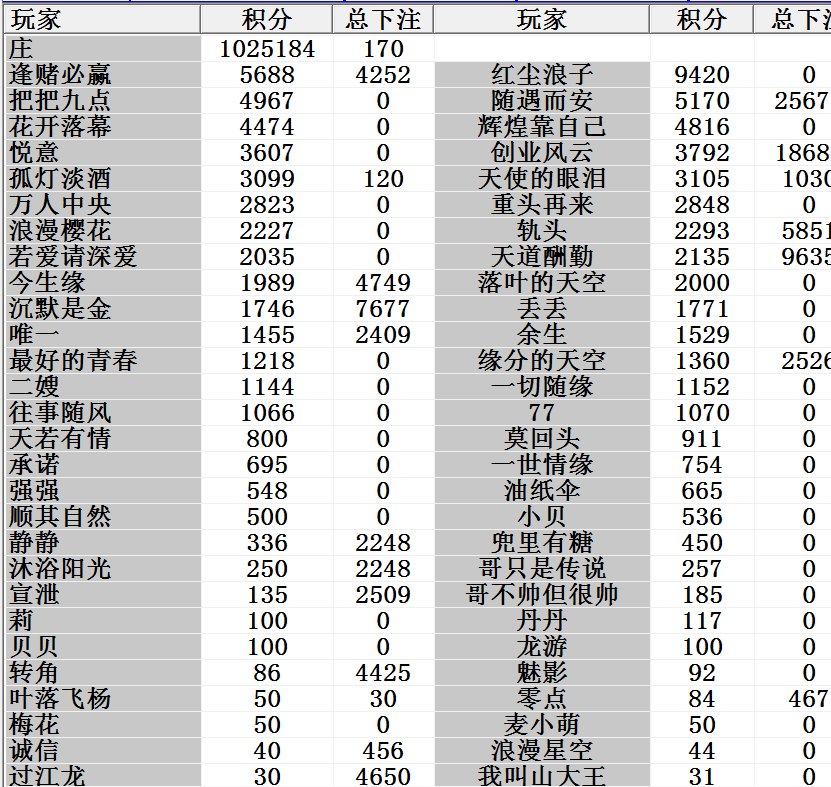 玩家 积分 总下注 玩家 积分 总下
庄 1025184 170
逢赌必赢 5688 4252 红尘浪子 9420 0
把把九点 4967 0 随遇而安 5170 2567
花开落幕 4474 0 辉煌靠自己 4816 0
悦意 3607 0 创业风云 3792 1868
孤灯淡酒 3099 120 天使的眼泪 3105 1030
万人中央 2823 0 重头再来 2848 0
浪漫樱花 2227 0 轨头 2293 5851
若爱请深爱 2035 0 天道酬勤 2135 9635
今生缘 1989 4749 落叶的天空 2000 0
沉默是金 1746 7677 丢丢 1771 0
唯一 1455 2409 余生 1529 0
最好的青春 1218 0 缘分的天空 1360 2526
二嫂 1144 0 一切随缘 1152 0
往事随风 1066 0 77 1070 0
天若有情 800 0 莫回头 911 0
承诺 695 0 一世情缘 754 0
强强 548 0 油纸伞 665 0
顺其自然 500 0 小贝 536 0
静静 336 2248 兜里有糖 450 0
沐浴阳光 250 2248 哥只是传说 257 0
宣泄 135 2509 哥不帅但很帅 185 0
莉 100 0 丹丹 117 0
贝贝 100 0 龙游 100 0
转角 86 4425 魅影 92 0
叶落飞杨 50 30 零点 84 467
梅花 50 0 麦小萌 50 0
诚信 40 456 浪漫星空 44 0
过江龙 30 4650 我叫山大王 31 0